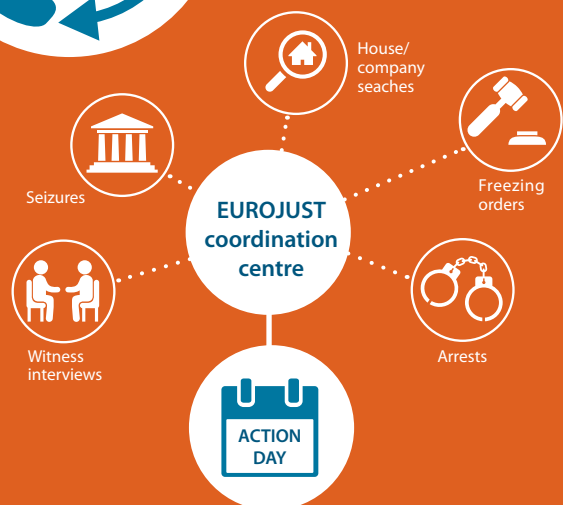 House/
company
seaches
Seizures
Freezing
orders
EUROJUST
coordination
centre
Witness
interviews
Arrests
ACTION
DAY